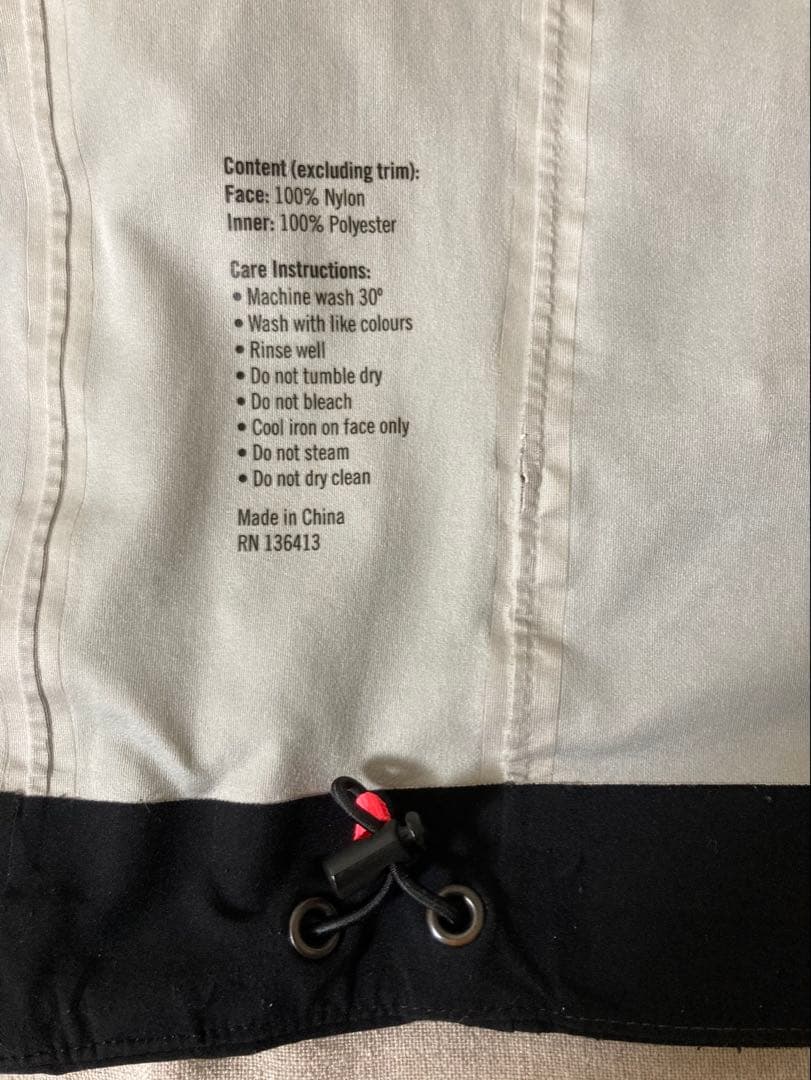 Content (excluding trim):
Face: 100% Nylon
Inner: 100% Polyester
Care Instructions:
• Machine wash 30º
• Wash with like colours
• Rinse well
• Do not tumble dry
• Do not bleach
• Cool iron on face only
• Do not steam
• Do not dry clean
Made in China
RN 136413